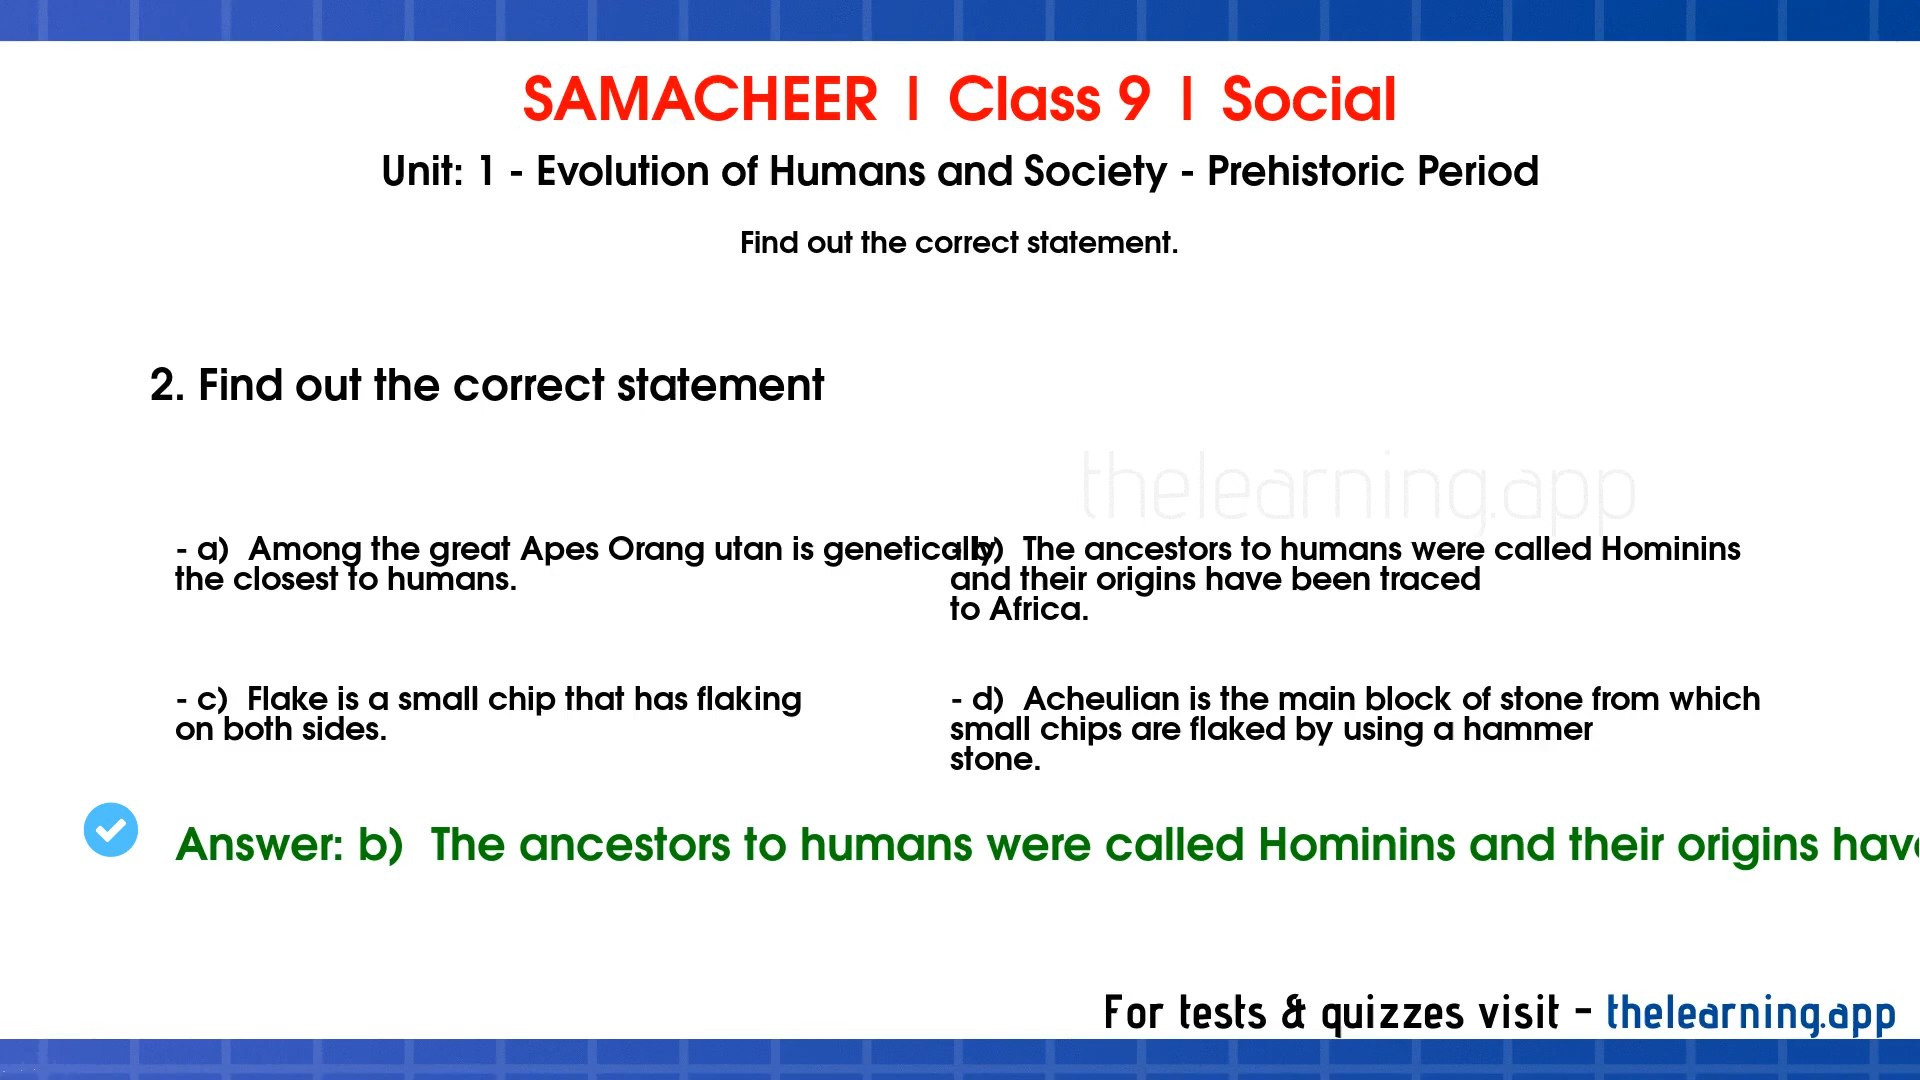 SAMACHEER | Class 9 | Social
Unit: 1 - Evolution of Humans and Society - Prehistoric Period
Find out the correct statement.
2. Find out the correct statement
thelearning.app
- a) Among the great Apes Orang utan is genetically
the closest to humans.
- b) The ancestors to humans were called Hominins
and their origins have been traced
to Africa.
- c) Flake is a small chip that has flaking
on both sides.
- d) Acheulian is the main block of stone from which
small chips are flaked by using a hammer
stone.
Answer: b) The ancestors to humans were called Hominins and their origins have
For tests & quizzes visit - thelearning.app